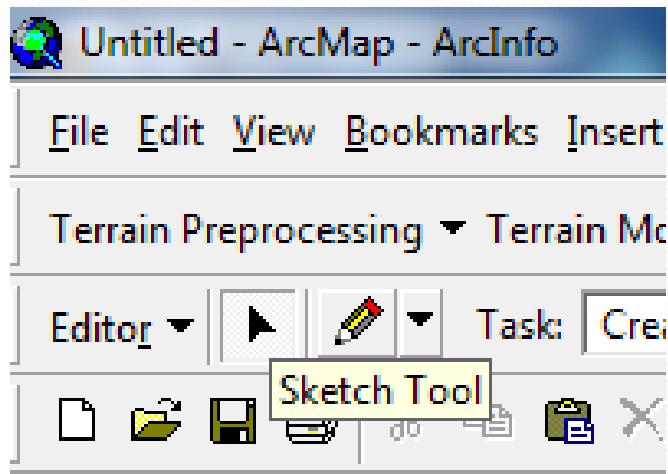 Untitled - ArcMap - ArcInfo
File Edit View Bookmarks Insert
Terrain Preprocessing Terrain Mo
Editor Task: Crea
Sketch Tool